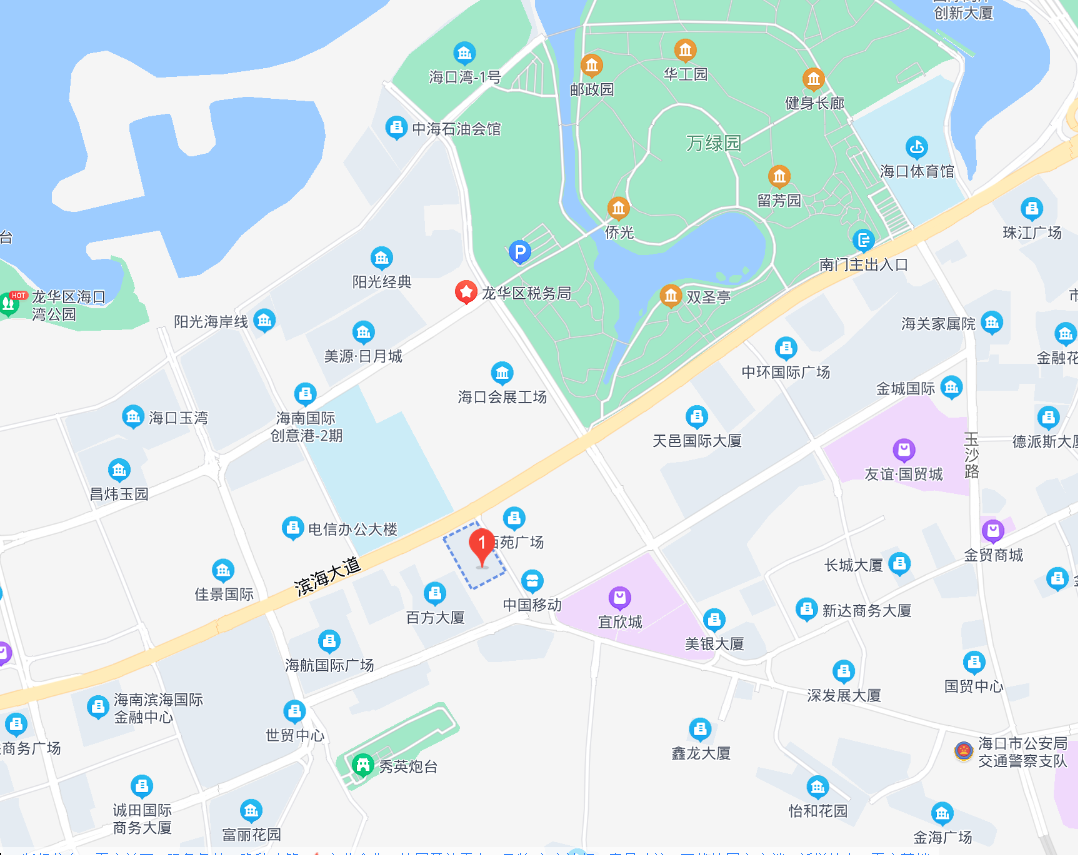 创新大厦
海口湾-1号
华工园
邮政园
健身长廊
中海石油会馆
万绿园
海口体育馆
留芳园
珠江广场
侨光
台
P
南门主出入口
阳光经典
HOT
龙华区海口
湾公园
龙华区税务局
双圣亭
阳光海岸线
海关家属院
美源·日月城
金融花
中环国际广场
海口会展工场
金城国际
海口玉湾
海南国际
创意港-2期
天邑国际大厦
德派斯大厦
玉沙路
友谊·国贸城
昌炜玉园
电信办公大楼
1
苑广场
金贸商城
滨海大道
长城大厦
佳景国际
中国移动
百方大厦
宜欣城
新达商务大厦
美银大厦
海航国际广场
国贸中心
深发展大厦
海南滨海国际
金融中心
世贸中心
商务广场
鑫龙大厦
海口市公安局
交通警察支队
秀英炮台
诚田国际
商务大厦
怡和花园
富丽花园
金海广场